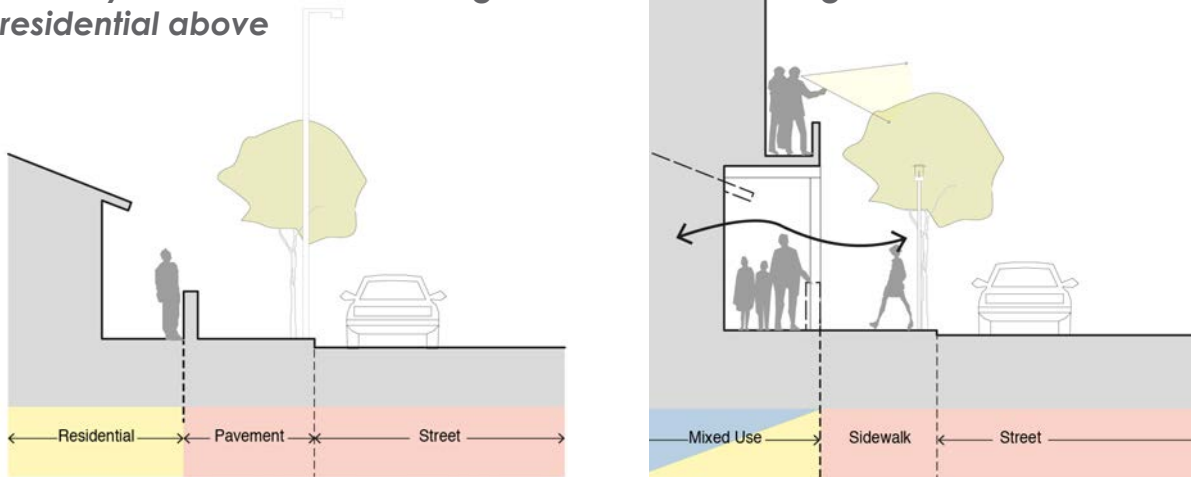 residential above
Residential
Pavement
Street
Mixed Use
Sidewalk
Street